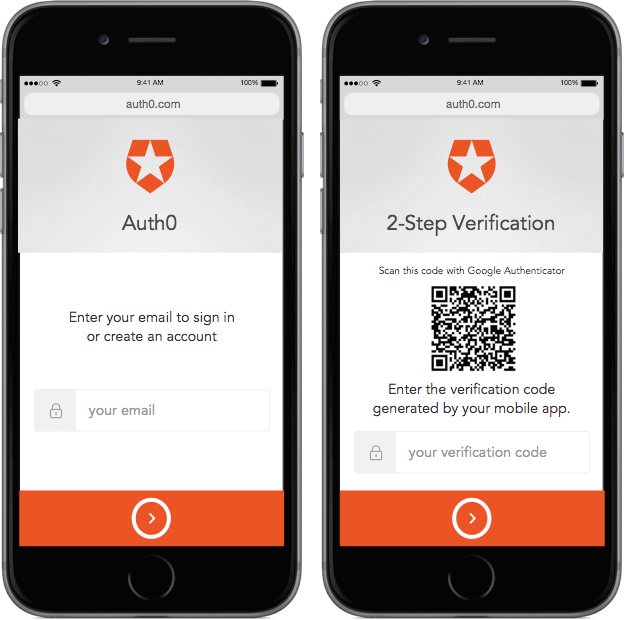 9:41 AM
100%
auth0.com
Auth0
Enter your email to sign in
or create an account
your email
9:41 AM
100%
auth0.com
2-Step Verification
Scan this code with Google Authenticator
Enter the verification code
generated by your mobile app.
your verification code